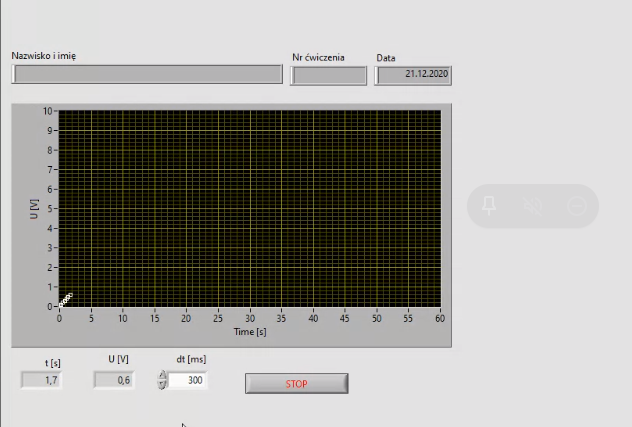 Nazwisko i imię
Nr ćwiczenia
Data
21.12.2020
U [V]
10
9
8
7
6
5
4
3
2
1
0
0 5 10 15 20 25 30 35 40 45 50 55 60
Time [s]
t [s] U [V] dt [ms]
1,7 0,6 300 STOP